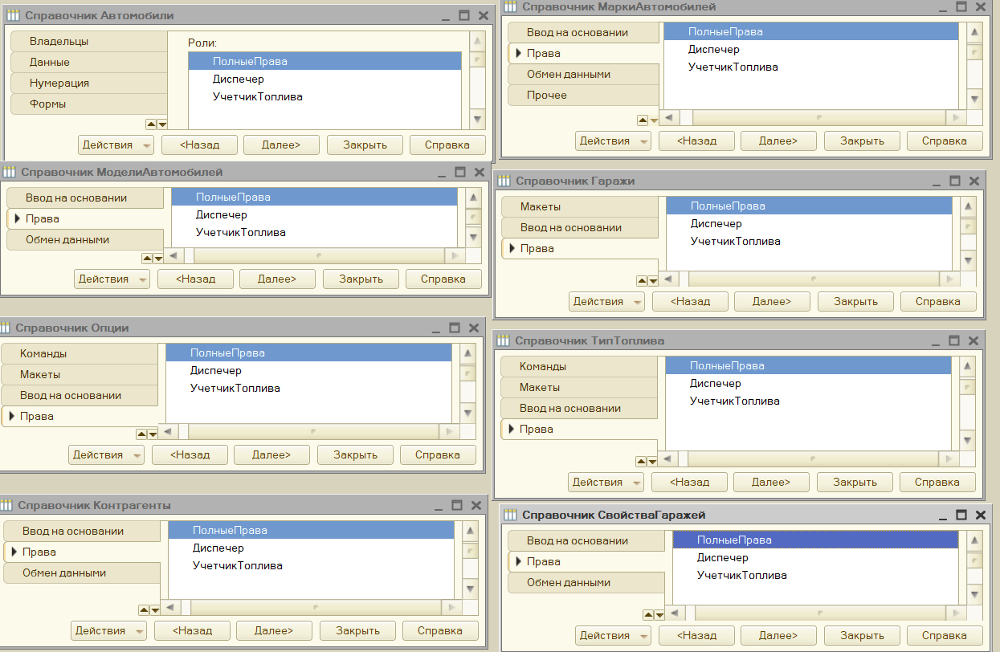 Справочник Автомобили
Владельцы
Данные
Нумерация
Формы
Роли:
ПолныеПрава
Диспечер
УчетчикТоплива
Действия
<Назад
Далее>
Закрыть
Справка
Справочник МаркиАвтомобилей
Ввод на основании
Права
Обмен данными
Прочее
ПолныеПрава
Диспечер
УчетчикТоплива
Действия
<Назад
Далее>
Закрыть
Справка
Справочник МоделиАвтомобилей
Ввод на основании
Права
Обмен данными
ПолныеПрава
Диспечер
УчетчикТоплива
Действия
<Назад
Далее>
Закрыть
Справка
Справочник Гаражи
Макеты
Ввод на основании
Права
ПолныеПрава
Диспечер
УчетчикТоплива
Действия
<Назад
Далее>
Закрыть
Справка
Справочник Опции
Команды
Макеты
Ввод на основании
Права
ПолныеПрава
Диспечер
УчетчикТоплива
Действия
<Назад
Далее>
Закрыть
Справка
Справочник ТипТоплива
Команды
Макеты
Ввод на основании
Права
ПолныеПрава
Диспечер
УчетчикТоплива
Действия
<Назад
Далее>
Закрыть
Справка
Справочник Контрагенты
Ввод на основании
Права
Обмен данными
ПолныеПрава
Диспечер
УчетчикТоплива
Действия
<Назад
Далее>
Закрыть
Справка
Справочник СвойстваГаражей
Ввод на основании
Права
Обмен данными
ПолныеПрава
Диспечер
УчетчикТоплива
Действия
<Назад
Далее>
Закрыть
Справка